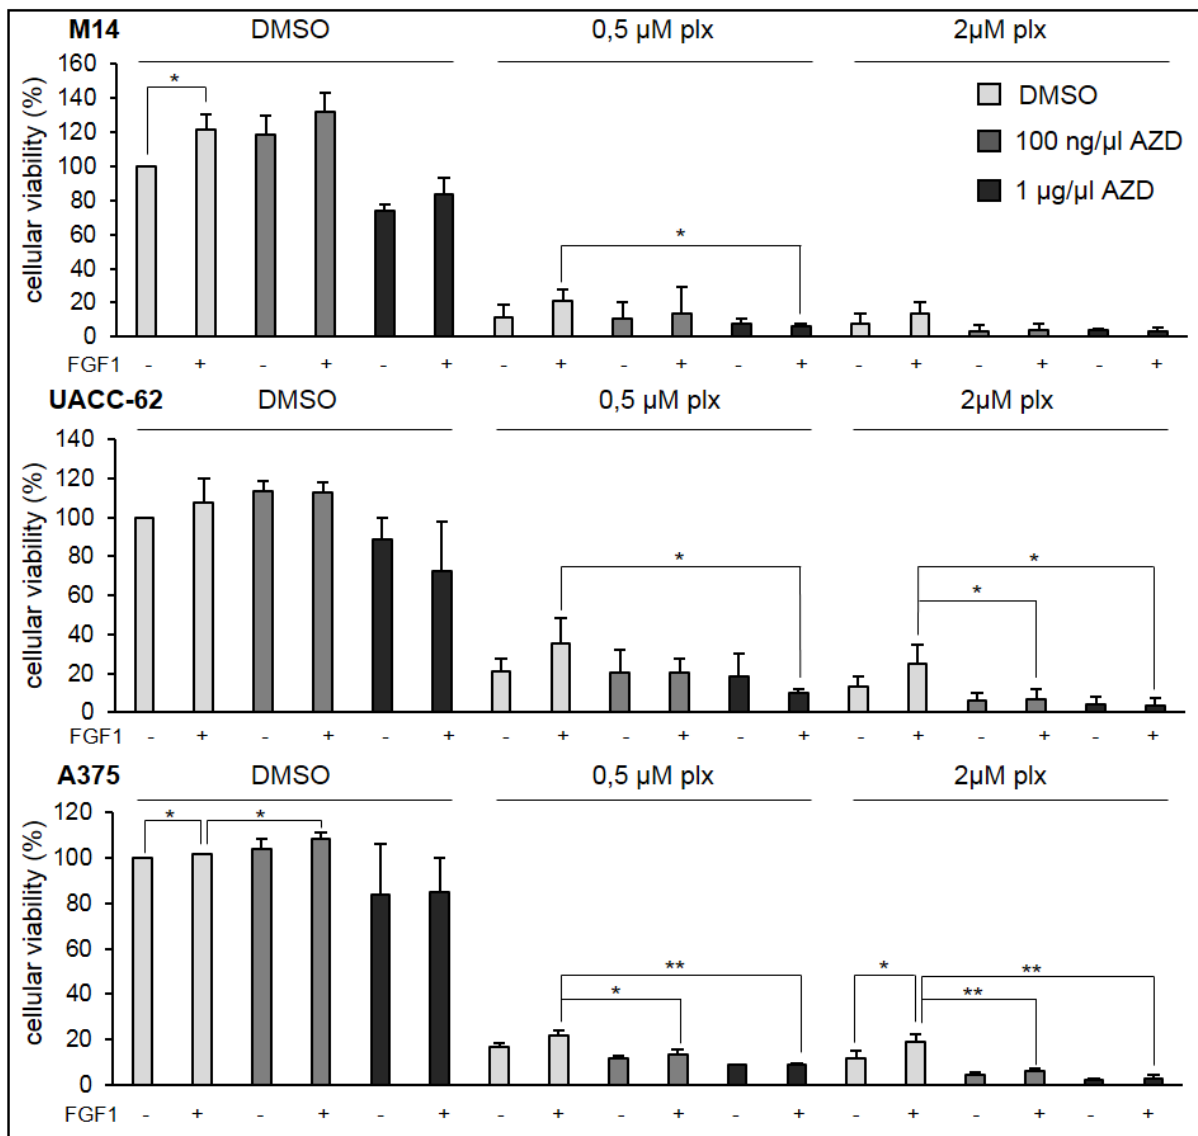 M14 DMSO 0,5 µM plx 2µM plx
cellular viability (%)
160
140
120
100
80
60
40
20
0
*
*
DMSO
100 ng/µl AZD
1 µg/µl AZD
FGF1 - + - + - + - + - + - + - + - + - +
UACC-62 DMSO 0,5 µM plx 2µM plx
cellular viability (%)
140
120
100
80
60
40
20
0
*
*
*
FGF1 - + - + - + - + - + - + - + - + - +
A375 DMSO 0,5 µM plx 2µM plx
cellular viability (%)
120
100
80
60
40
20
0
* *
** * ** 
* **
FGF1 - + - + - + - + - + - + - + - + - +